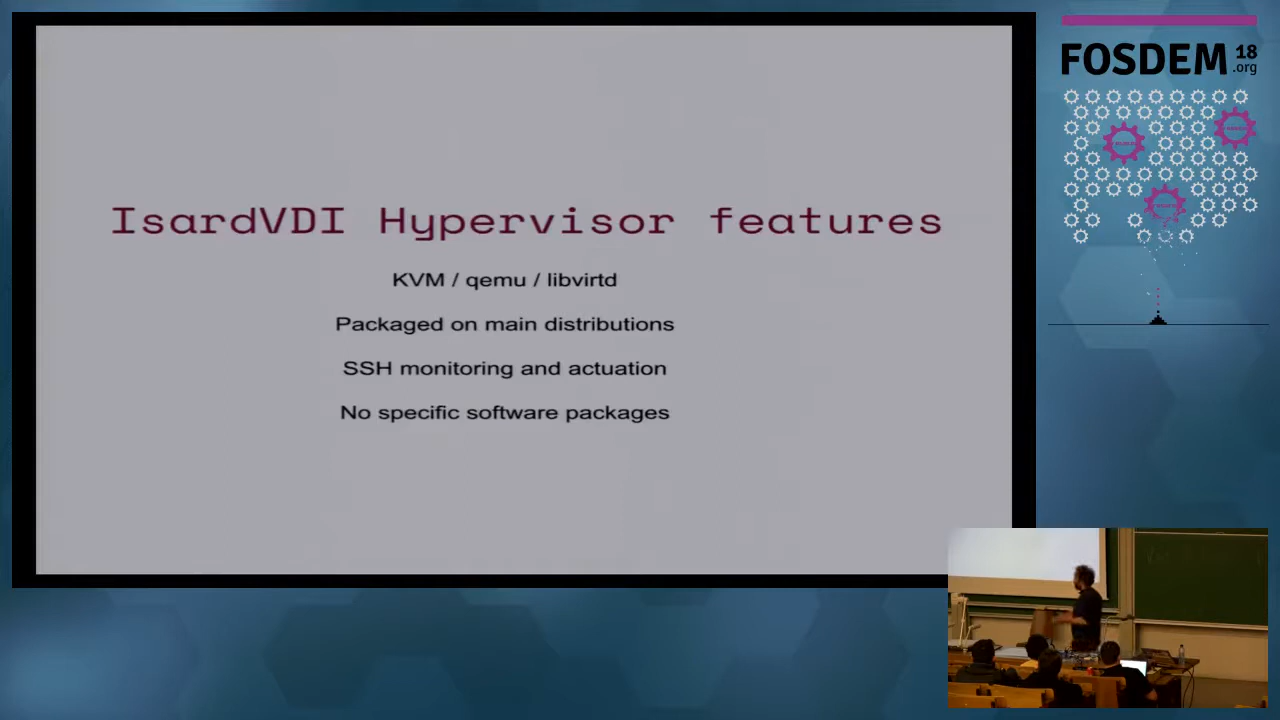 IsardVDI Hypervisor features
KVM / qemu / libvirtd
Packaged on main distributions
SSH monitoring and actuation
No specific software packages
FOSDEM 18
.org